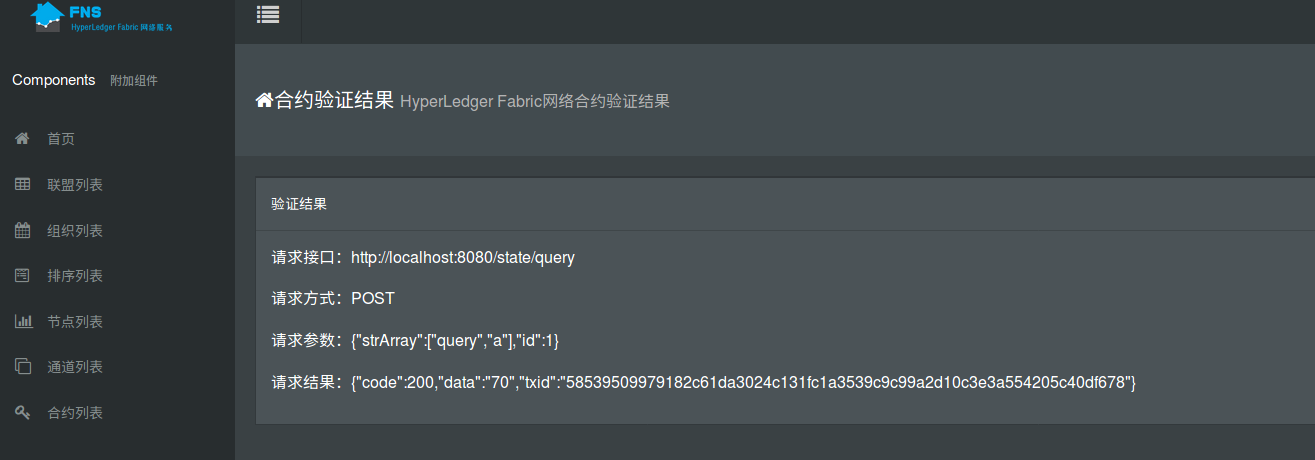 FNS
HyperLedger Fabric 网络服务
Components 附加组件
首页
联盟列表
组织列表
排序列表
节点列表
通道列表
合约列表
合约验证结果 HyperLedger Fabric网络合约验证结果
验证结果
请求接口：http://localhost:8080/state/query
请求方式：POST
请求参数：{"strArray":["query","a"],"id":1}
请求结果：{"code":200,"data":"70","txid":"58539509979182c61da3024c131fc1a3539c9c99a2d10c3e3a554205c40df678"}